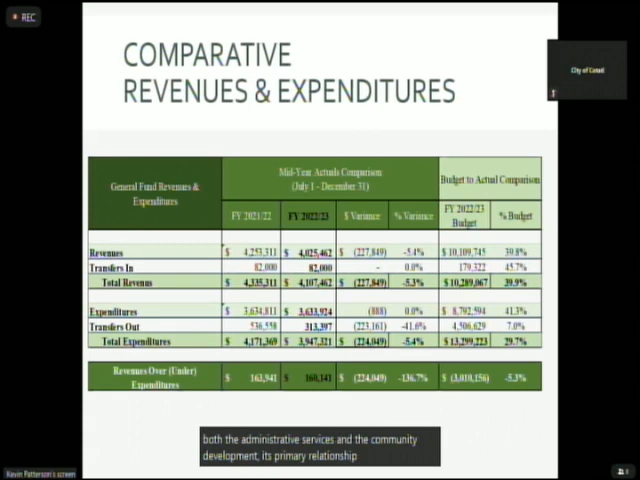 REC
COMPARATIVE
REVENUES & EXPENDITURES
General Fund Revenues &
Expenditures
Mid-Year Actuals Comparison
(July 1 - December 31)
Budget to Actual Comparison
FY 2021/22 FY 2022/23 $ Variance % Variance FY 2022/23
Budget % Budget
Revenues $ 4,253,311 $ 4,025,462 $ (227,849) -5.4% $ 10,109,745 39.8%
Transfers In 82,000 82,000 - 0.0% 179,322 45.7%
Total Revenus $ 4,335,311 $ 4,107,462 $ (227,849) -5.3% $ 10,289,067 39.9%
Expenditures $ 3,634,811 $ 3,633,924 $ (888) 0.0% $ 8,792,594 41.3%
Transfers Out 536,558 313,397 (223,161) -41.6% 4,506,629 7.0%
Total Expenditures $ 4,171,369 $ 3,947,321 $ (224,049) -5.4% $ 13,299,223 29.7%
Revenues Over (Under)
Expenditures $ 163,941 $ 160,141 $ (224,049) -136.7% $ (3,010,156) -5.3%
both the administrative services and the community
development, its primary relationship
Kevin Patterson's screen
City of